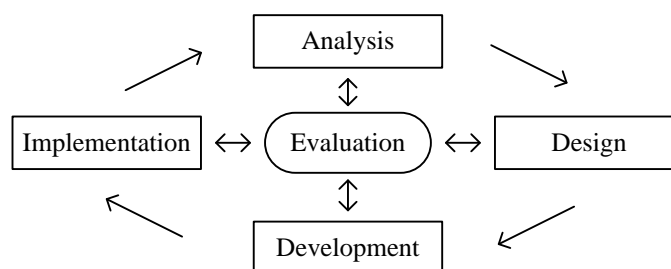 Analysis
Implementation
Evaluation
Design
Development